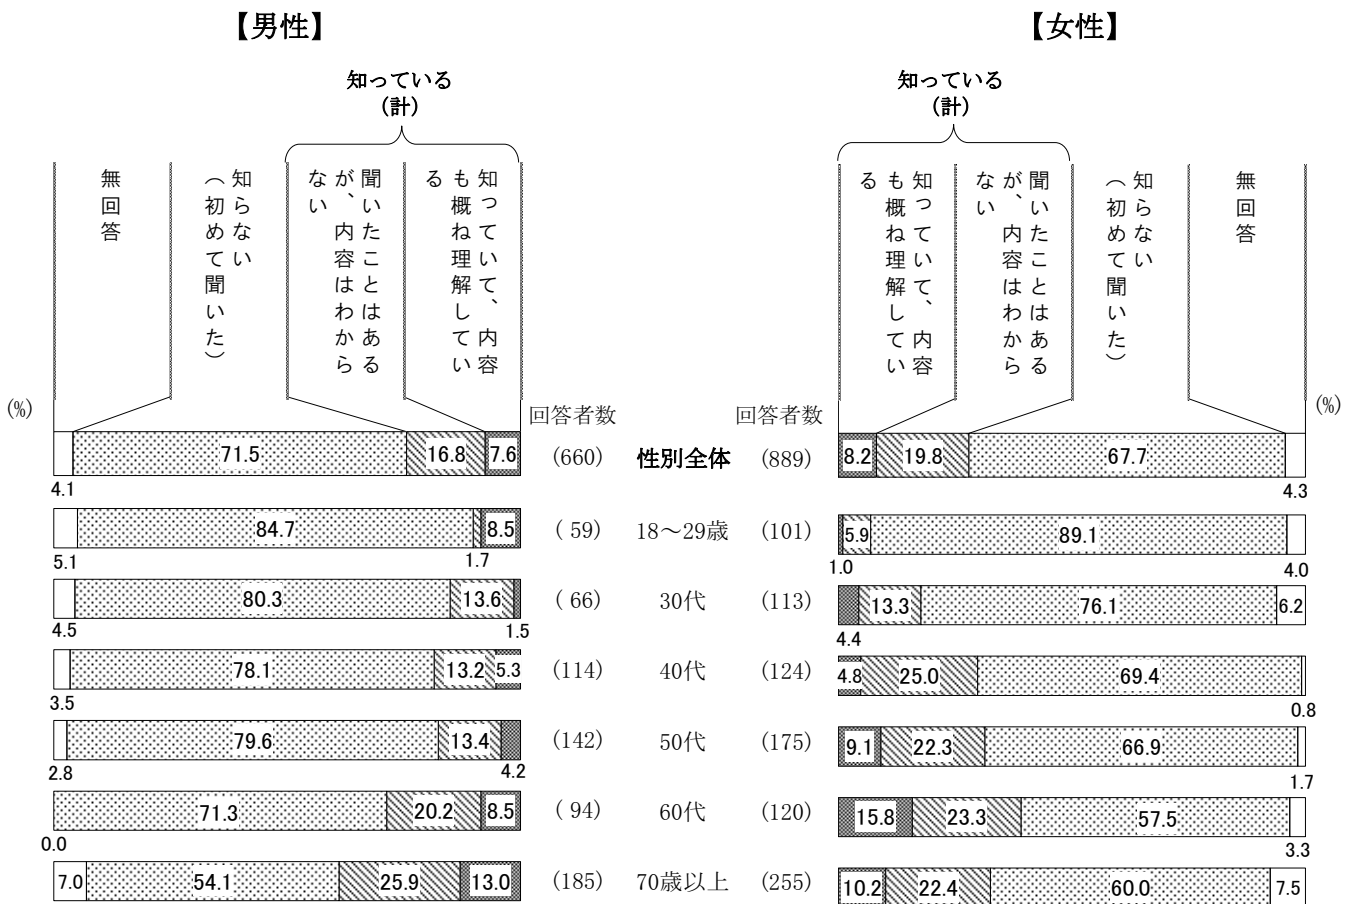 【男性】
【女性】
知っている
(計)
知っている
(計)
無回答
知らない
（初めて聞いた）
聞いたことはある
が、内容はわから
ない
知っていて、内容
も概ね理解してい
る
知っていて、内容
も概ね理解してい
る
聞いたことはある
が、内容はわから
ない
知らない
（初めて聞いた）
無回答
(%) 回答者数 回答者数 (%)
71.5 16.8 7.6 (660) 性別全体 (889) 8.2 19.8 67.7
4.1 4.3
84.7 8.5 ( 59) 18～29歳 (101) 5.9 89.1
5.1 1.7 1.0 4.0
80.3 13.6 ( 66) 30代 (113) 13.3 76.1 6.2
4.5 1.5 4.4
78.1 13.2 5.3 (114) 40代 (124) 4.8 25.0 69.4
3.5 0.8
79.6 13.4 (142) 50代 (175) 9.1 22.3 66.9
2.8 4.2 1.7
71.3 20.2 8.5 ( 94) 60代 (120) 15.8 23.3 57.5
0.0 3.3
7.0 54.1 25.9 13.0 (185) 70歳以上 (255) 10.2 22.4 60.0 7.5